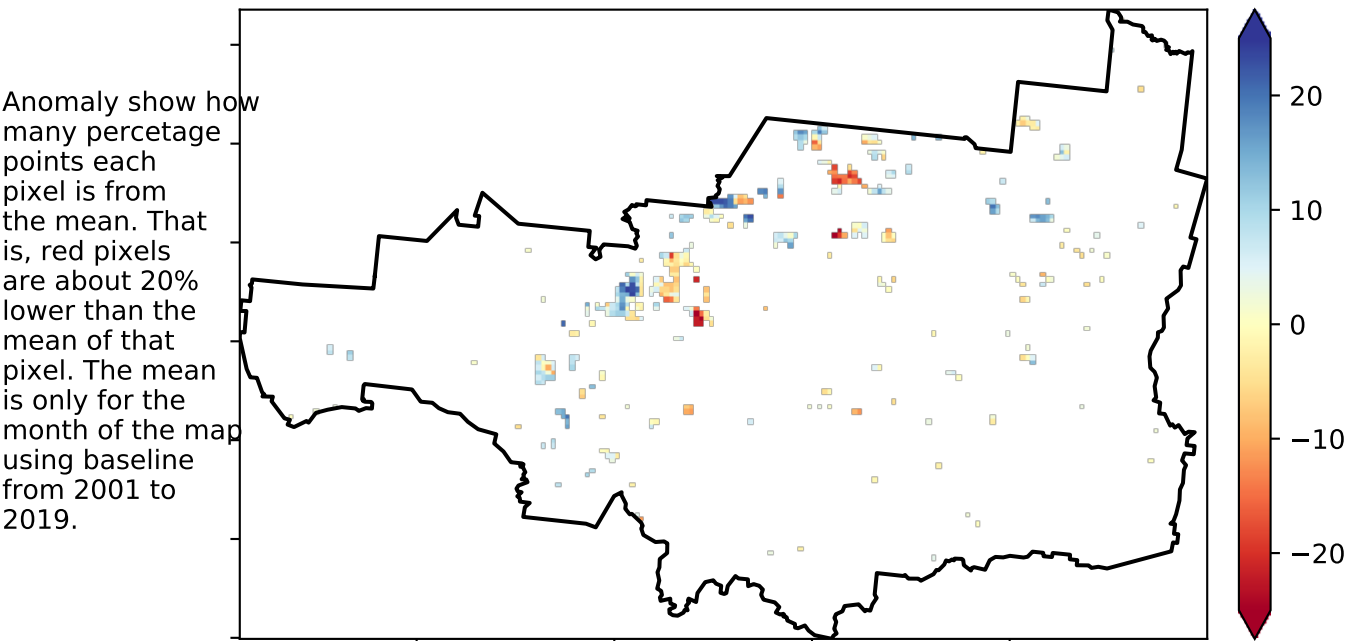 Anomaly show how
many percetage
points each
pixel is from
the mean. That
is, red pixels
are about 20%
lower than the
mean of that
pixel. The mean
is only for the
month of the map
using baseline
from 2001 to
2019.
20
10
0
−10
−20